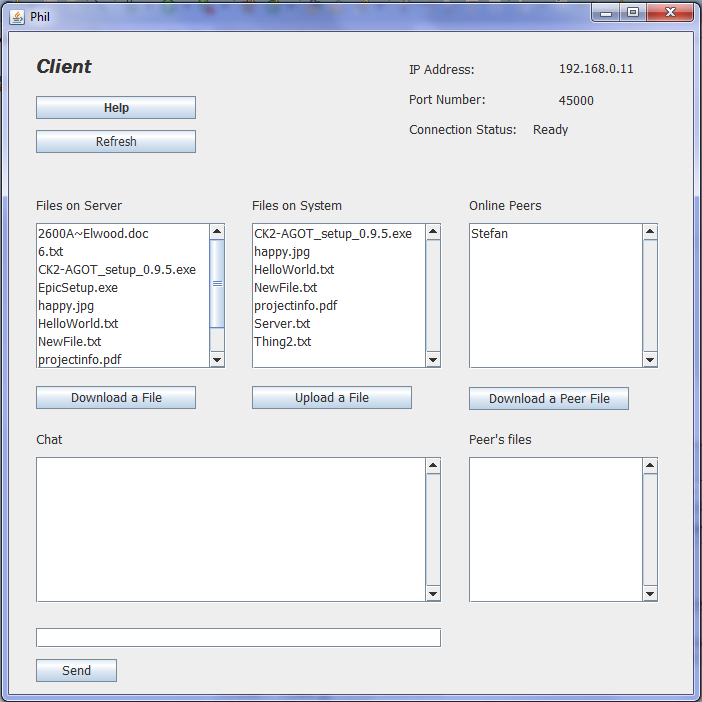 Phil
Client
IP Address: 192.168.0.11
Help
Port Number: 45000
Refresh
Connection Status: Ready
Files on Server
Files on System
Online Peers
2600A~Elwood.doc
6.txt
CK2-AGOT_setup_0.9.5.exe
EpicSetup.exe
happy.jpg
HelloWorld.txt
NewFile.txt
projectinfo.pdf
CK2-AGOT_setup_0.9.5.exe
happy.jpg
HelloWorld.txt
NewFile.txt
projectinfo.pdf
Server.txt
Thing2.txt
Stefan
Download a File
Upload a File
Download a Peer File
Chat
Peer's files
Send